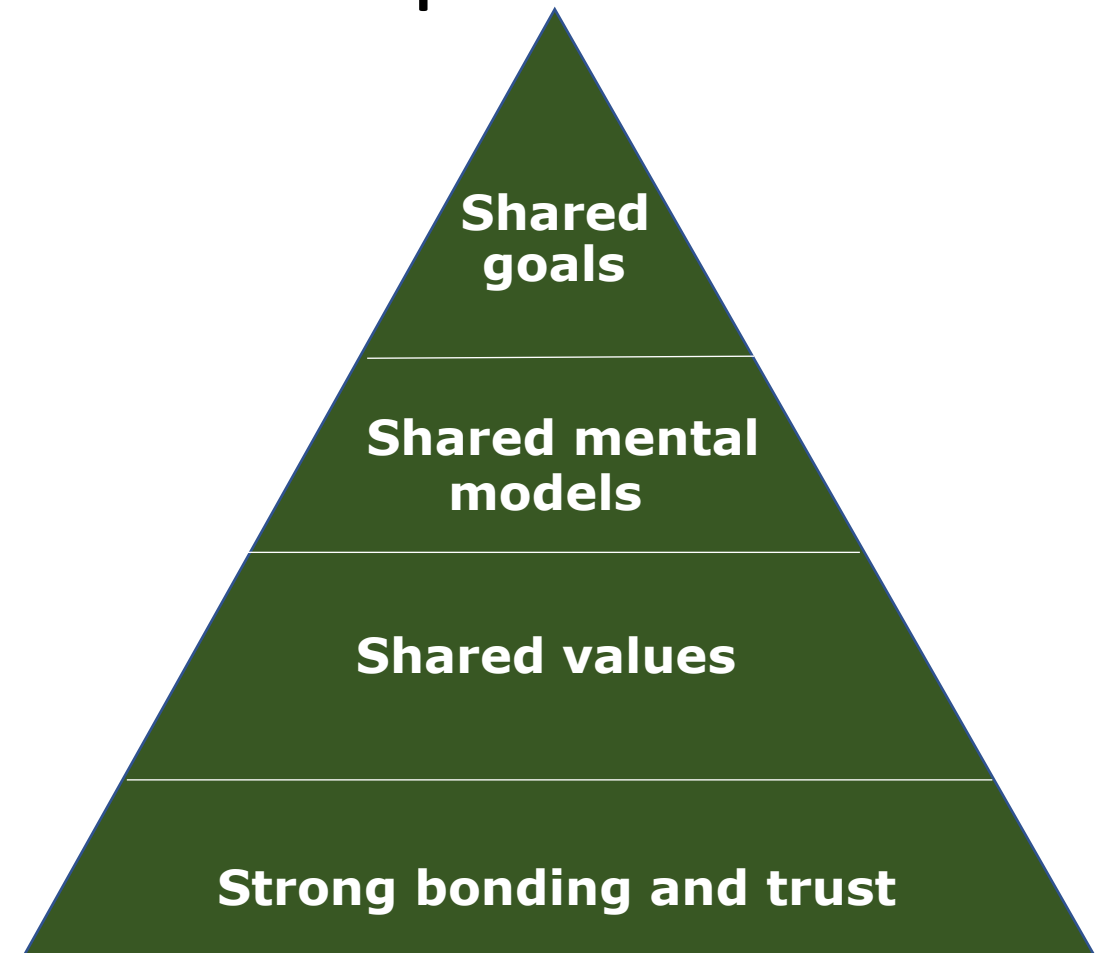 Shared
goals
Shared mental
models
Shared values
Strong bonding and trust